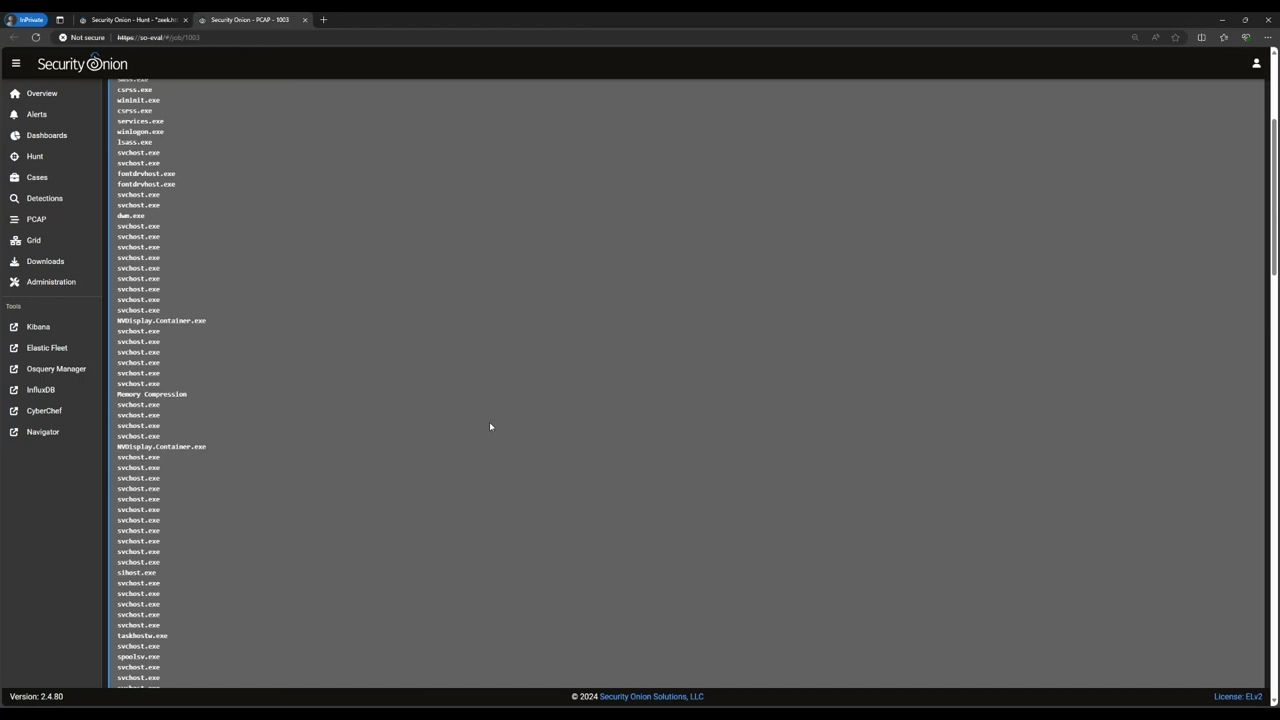 InPrivate
Security Onion - Hunt - "zeek.ht
Security Onion - PCAP - 1003
Not secure
https://so-eval/#/job/1003
Security Onion
Overview
Alerts
Dashboards
Hunt
Cases
Detections
PCAP
Grid
Downloads
Administration
Tools
Kibana
Elastic Fleet
Osquery Manager
InfluxDB
CyberChef
Navigator
smss.exe
csrss.exe
wininit.exe
csrss.exe
services.exe
winlogon.exe
lsass.exe
svchost.exe
svchost.exe
fontdrvhost.exe
fontdrvhost.exe
svchost.exe
svchost.exe
dwm.exe
svchost.exe
svchost.exe
svchost.exe
svchost.exe
svchost.exe
svchost.exe
svchost.exe
svchost.exe
svchost.exe
NVDisplay.Container.exe
svchost.exe
svchost.exe
svchost.exe
svchost.exe
svchost.exe
svchost.exe
Memory Compression
svchost.exe
svchost.exe
svchost.exe
svchost.exe
NVDisplay.Container.exe
svchost.exe
svchost.exe
svchost.exe
svchost.exe
svchost.exe
svchost.exe
svchost.exe
svchost.exe
svchost.exe
svchost.exe
svchost.exe
sihost.exe
svchost.exe
svchost.exe
svchost.exe
svchost.exe
svchost.exe
taskhostw.exe
svchost.exe
spoolsv.exe
svchost.exe
svchost.exe
Version: 2.4.80
© 2024 Security Onion Solutions, LLC
License: ELv2